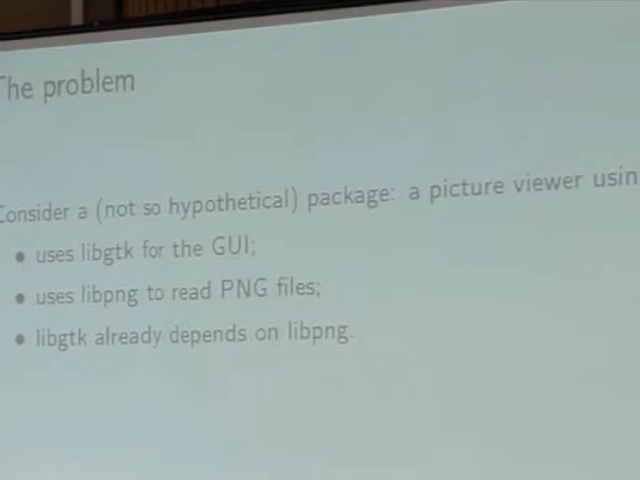 The problem
Consider a (not so hypothetical) package: a picture viewer usin
• uses libgtk for the GUI;
• uses libpng to read PNG files;
• libgtk already depends on libpng.